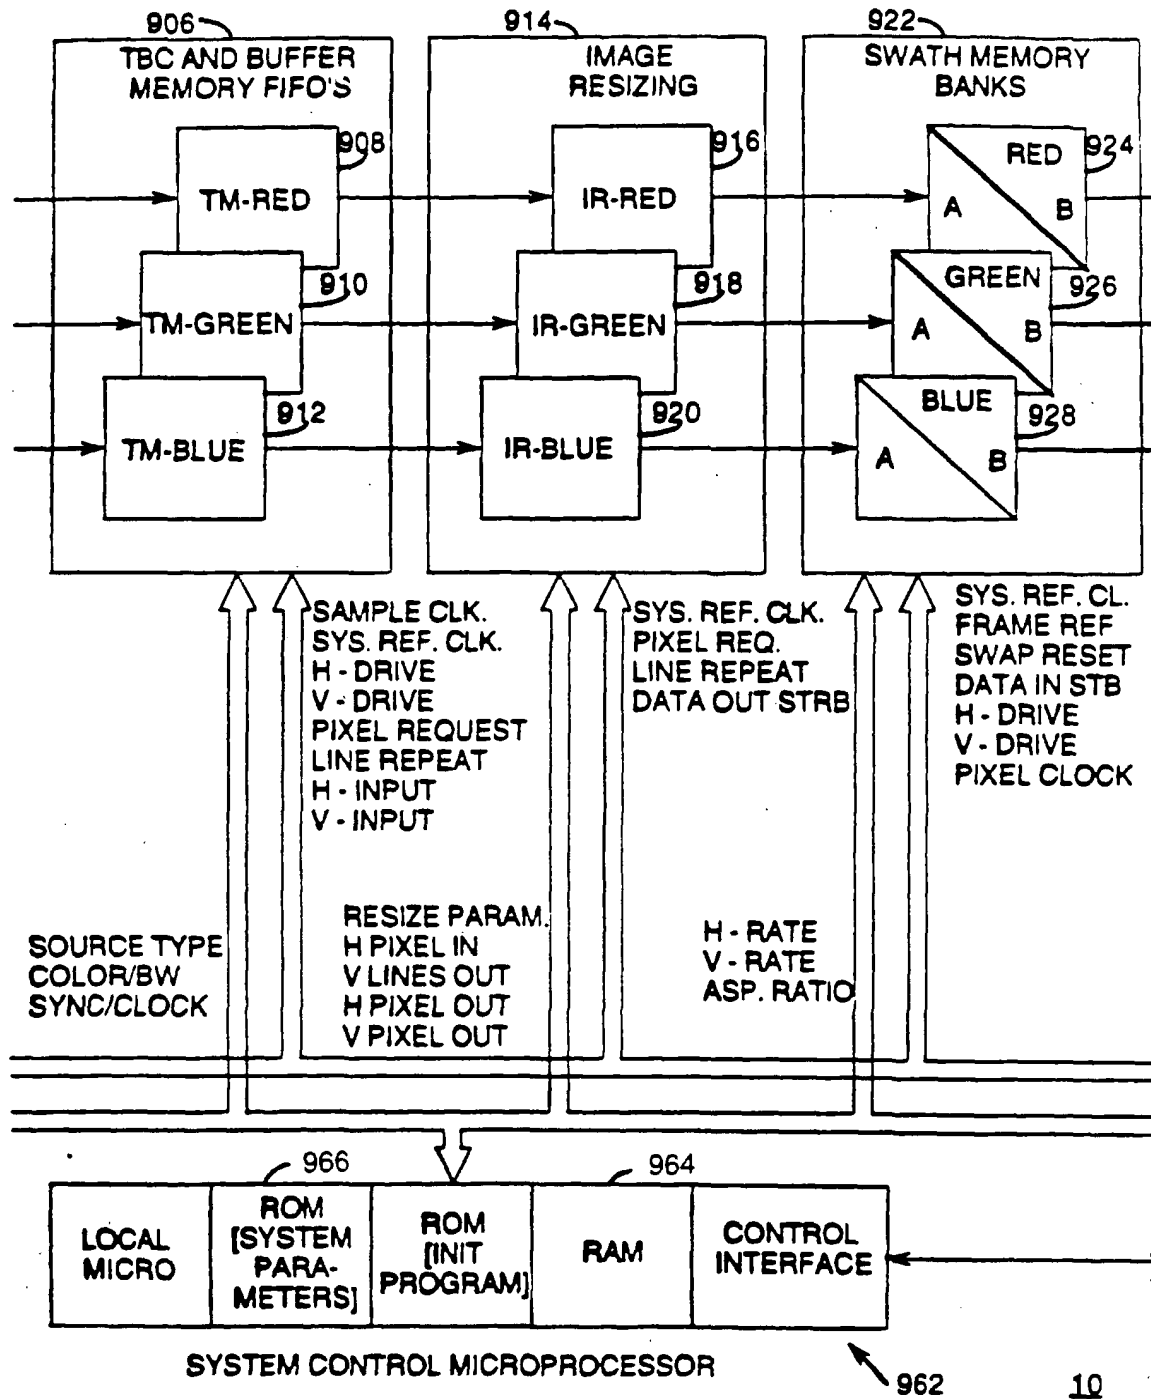 906
TBC AND BUFFER
MEMORY FIFO'S
908
TM-RED
910
TM-GREEN
912
TM-BLUE
914
IMAGE
RESIZING
916
IR-RED
918
IR-GREEN
920
IR-BLUE
922
SWATH MEMORY
BANKS
RED
924
A
B
GREEN
926
A
B
BLUE
928
A
B
SAMPLE CLK.
SYS. REF. CLK.
H - DRIVE
V - DRIVE
PIXEL REQUEST
LINE REPEAT
H - INPUT
V - INPUT
SYS. REF. CLK.
PIXEL REQ.
LINE REPEAT
DATA OUT STRB
SYS. REF. CL.
FRAME REF
SWAP RESET
DATA IN STB
H - DRIVE
V - DRIVE
PIXEL CLOCK
SOURCE TYPE
COLOR/BW
SYNC/CLOCK
RESIZE PARAM.
H PIXEL IN
V LINES OUT
H PIXEL OUT
V PIXEL OUT
H - RATE
V - RATE
ASP. RATIO
966
964
LOCAL
MICRO
ROM
[SYSTEM
PARA-
METERS]
ROM
[INIT
PROGRAM]
RAM
CONTROL
INTERFACE
SYSTEM CONTROL MICROPROCESSOR
962
10